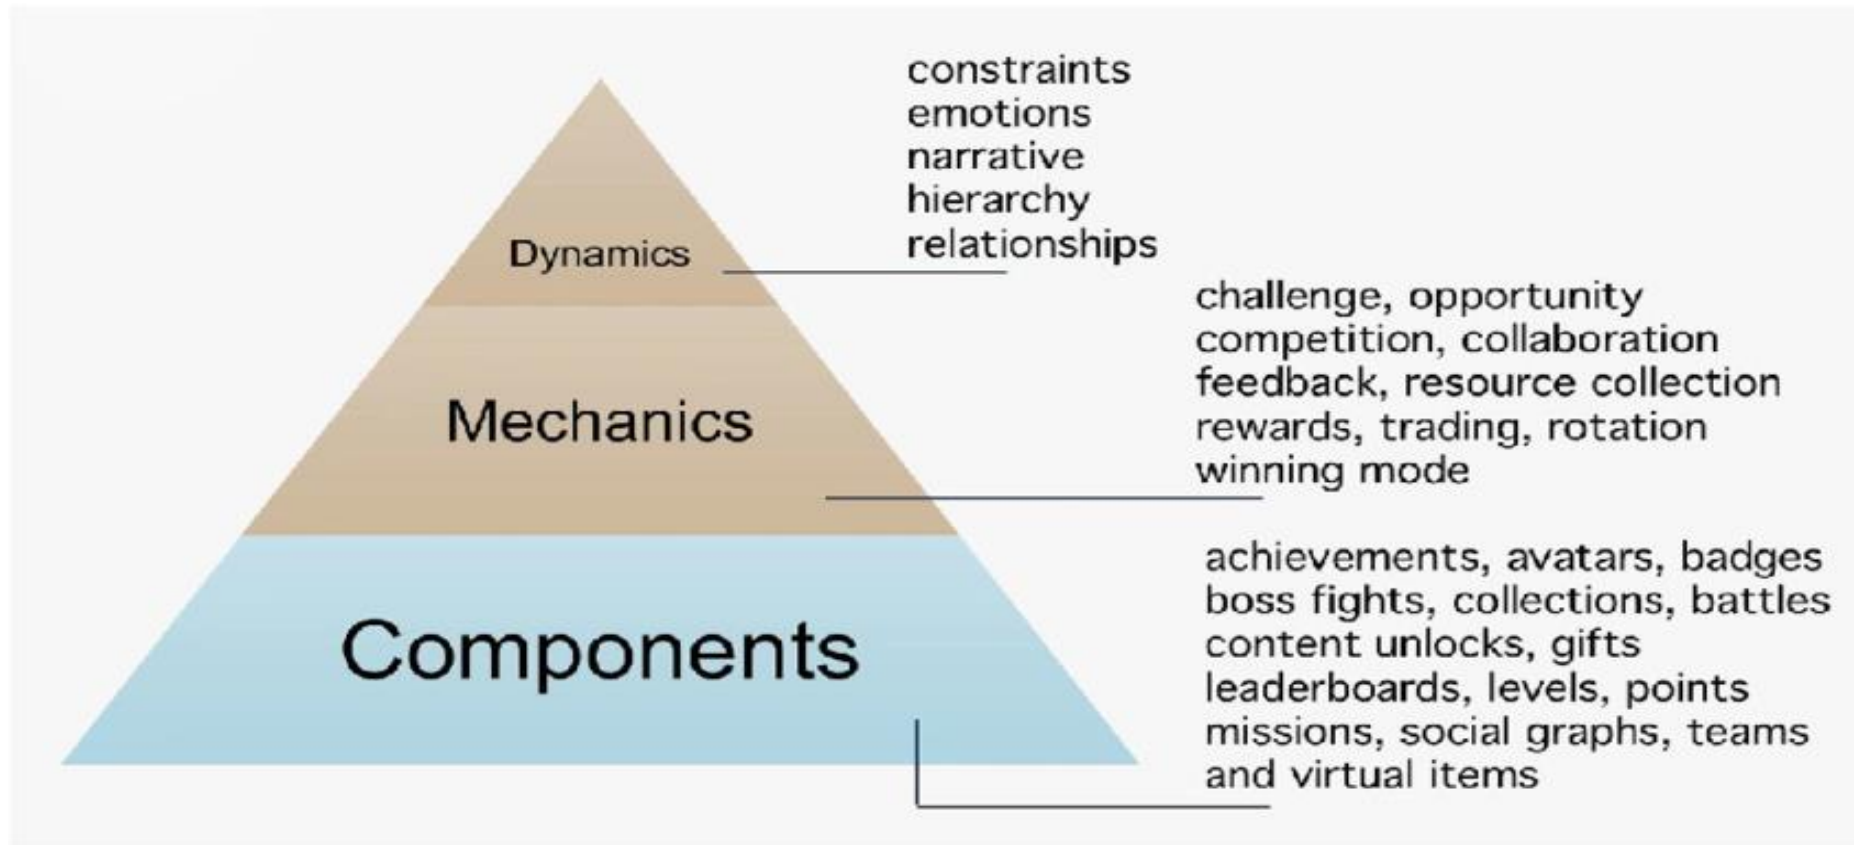 constraints
emotions
narrative
hierarchy
relationships
Dynamics
challenge, opportunity
competition, collaboration
feedback, resource collection
rewards, trading, rotation
winning mode
Mechanics
achievements, avatars, badges
boss fights, collections, battles
content unlocks, gifts
leaderboards, levels, points
missions, social graphs, teams
and virtual items
Components